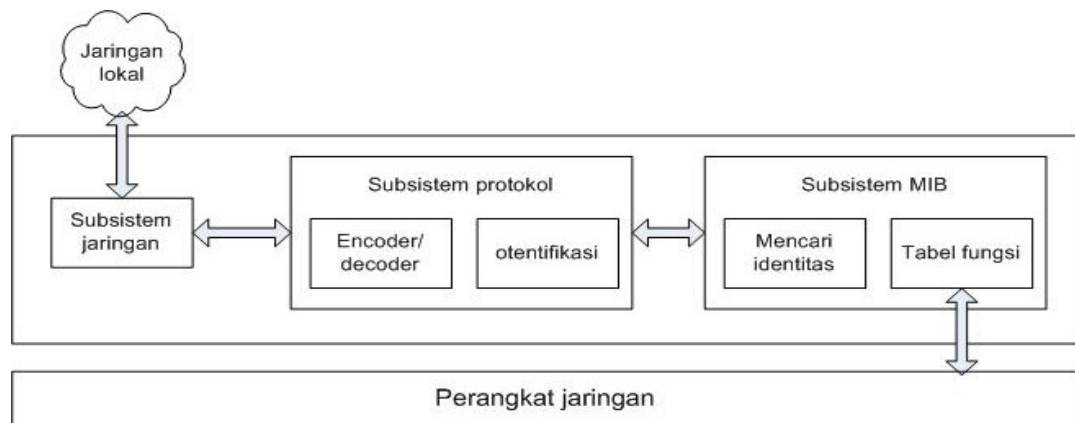 Jaringan
lokal
Subsistem
jaringan
Subsistem protokol
Encoder/
decoder
otentifikasi
Subsistem MIB
Mencari
identitas
Tabel fungsi
Perangkat jaringan